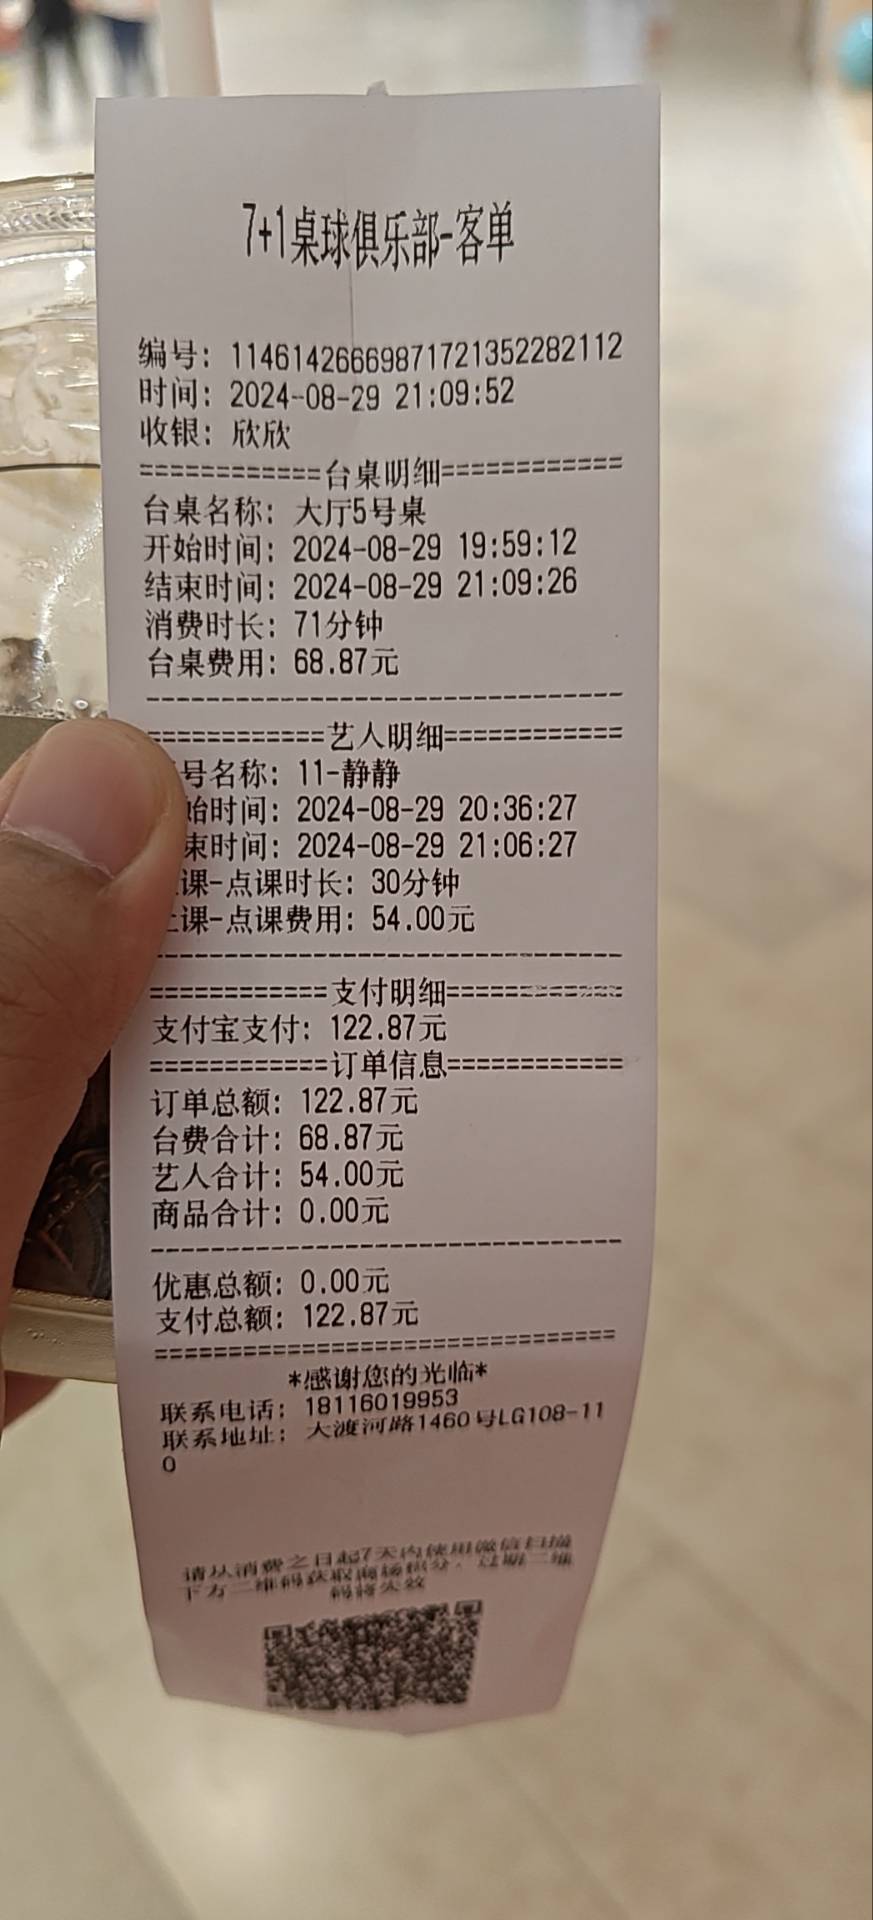 7+1桌球俱乐部-客单
编号: 11461426669871721352282112
时间: 2024-08-29 21:09:52
收银: 欣欣
============台桌明细============
台桌名称: 大厅5号桌
开始时间: 2024-08-29 19:59:12
结束时间: 2024-08-29 21:09:26
消费时长: 71分钟
台桌费用: 68.87元
--------------------------------
============艺人明细============
号名称: 11-静静
始时间: 2024-08-29 20:36:27
束时间: 2024-08-29 21:06:27
课-点课时长: 30分钟
课-点课费用: 54.00元
--------------------------------
============支付明细============
支付宝支付: 122.87元
============订单信息============
订单总额: 122.87元
台费合计: 68.87元
艺人合计: 54.00元
商品合计: 0.00元
--------------------------------
优惠总额: 0.00元
支付总额: 122.87元
================================
*感谢您的光临*
联系电话: 18116019953
联系地址: 大渡河路1460号LG108-11
0
请从消费之日起7天内使用微信扫描
下方二维码获取商场积分，过期二维
码将失效